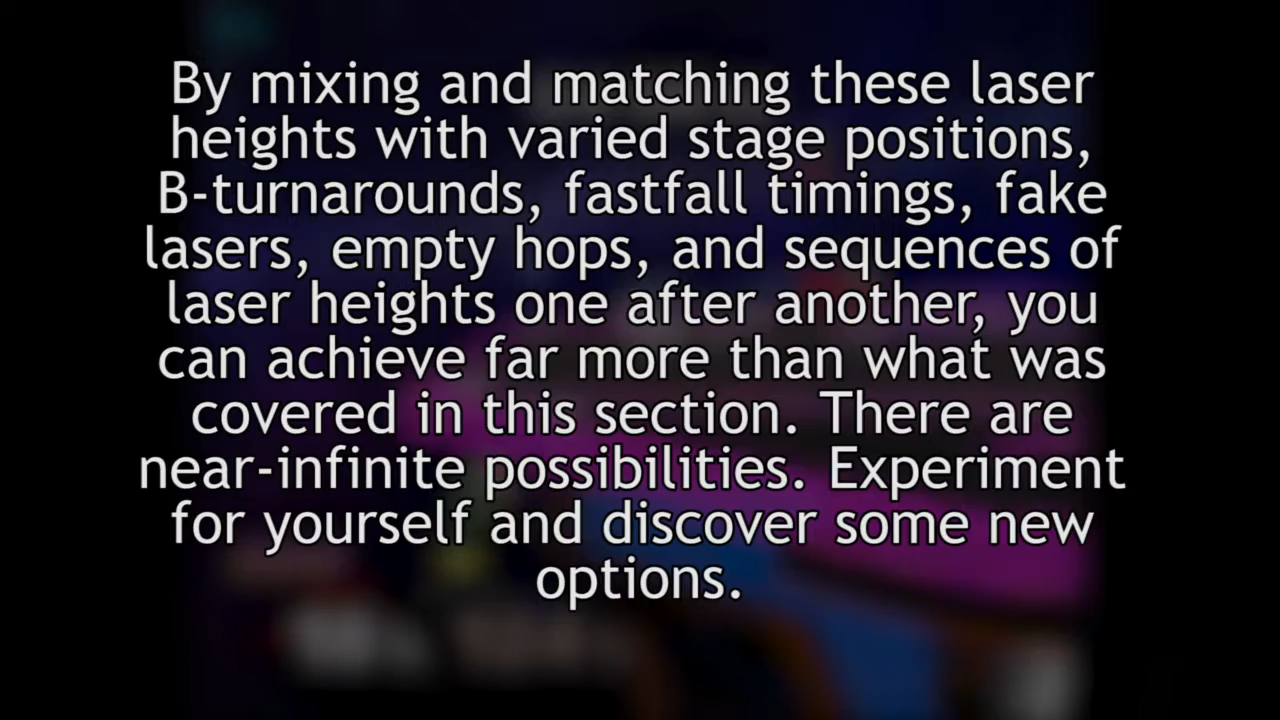 By mixing and matching these laser
heights with varied stage positions,
B-turnarounds, fastfall timings, fake
lasers, empty hops, and sequences of
laser heights one after another, you
can achieve far more than what was
covered in this section. There are
near-infinite possibilities. Experiment
for yourself and discover some new
options.